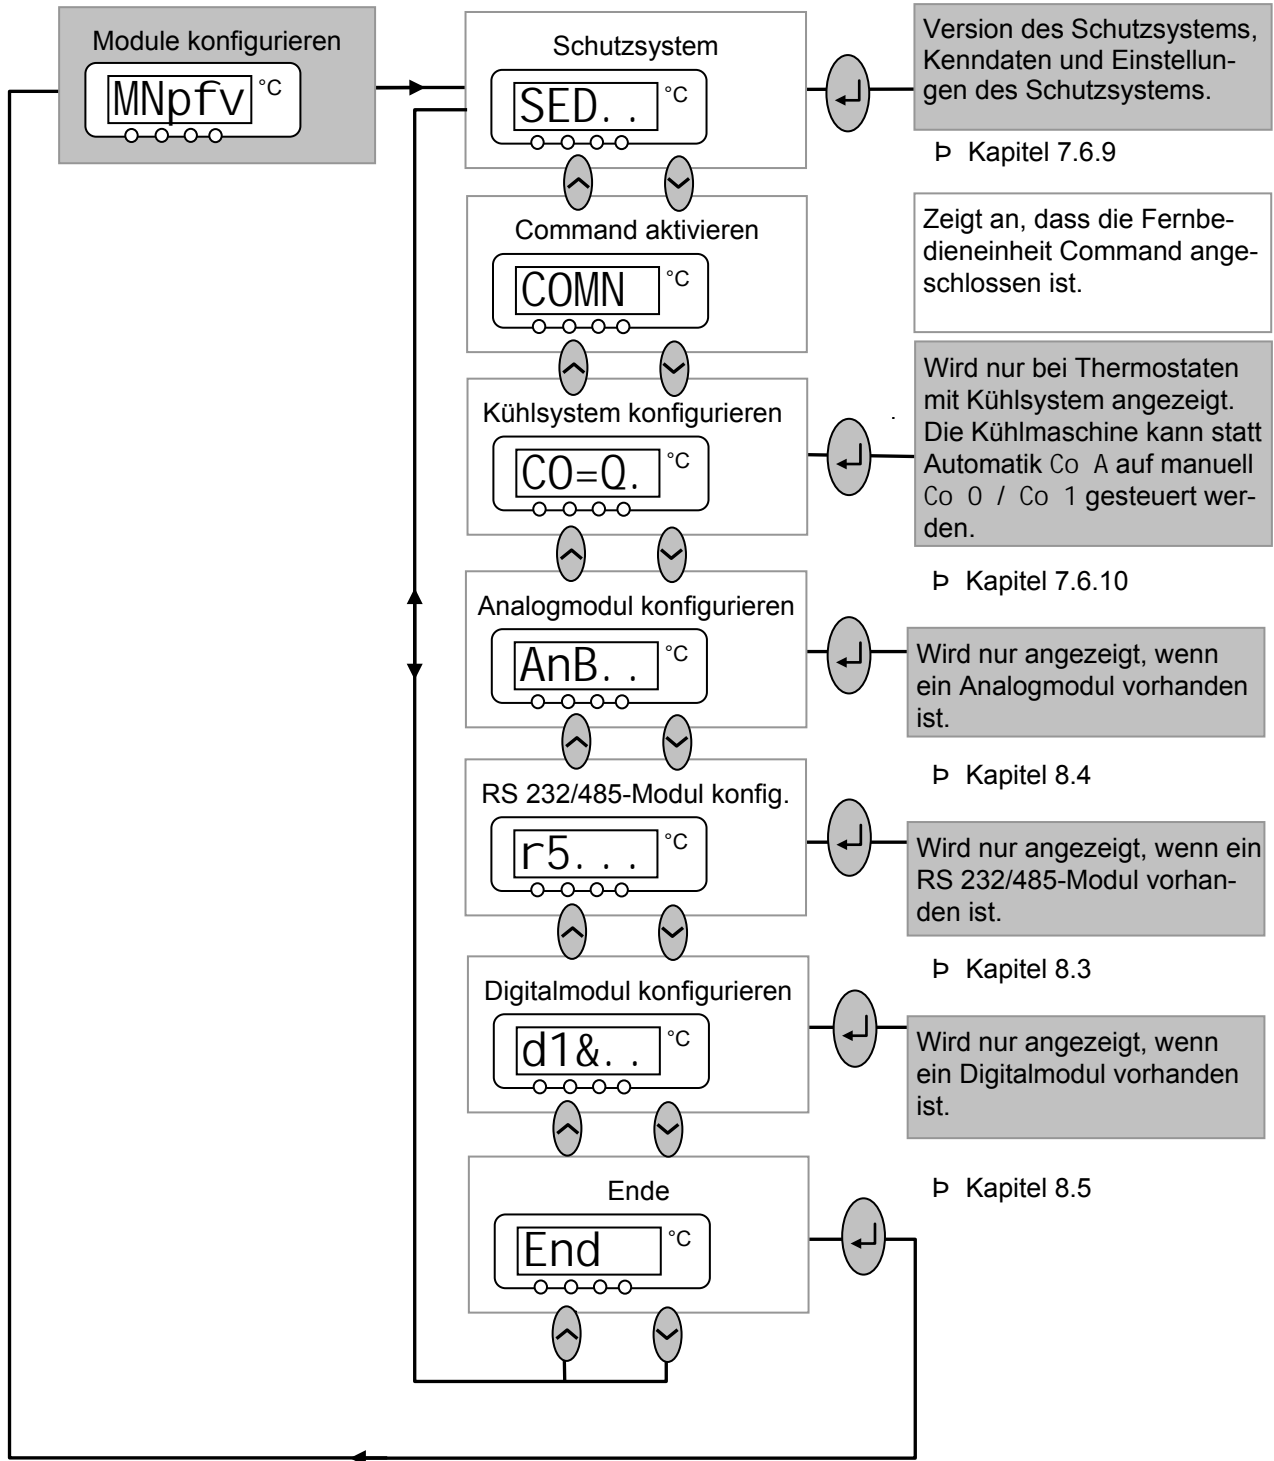 Module konfigurieren
MNpfv °C
Schutzsystem
SED. . °C
Version des Schutzsystems,
Kenndaten und Einstellun-
gen des Schutzsystems.
Þ Kapitel 7.6.9
Command aktivieren
COMN °C
Zeigt an, dass die Fernbe-
dieneinheit Command ange-
schlossen ist.
Kühlsystem konfigurieren
CO=Q. °C
Wird nur bei Thermostaten
mit Kühlsystem angezeigt.
Die Kühlmaschine kann statt
Automatik Co A auf manuell
Co 0 / Co 1 gesteuert wer-
den.
Þ Kapitel 7.6.10
Analogmodul konfigurieren
AnB. . °C
Wird nur angezeigt, wenn
ein Analogmodul vorhanden
ist.
Þ Kapitel 8.4
RS 232/485-Modul konfig.
r5. . . °C
Wird nur angezeigt, wenn ein
RS 232/485-Modul vorhan-
den ist.
Þ Kapitel 8.3
Digitalmodul konfigurieren
d1&. . °C
Wird nur angezeigt, wenn
ein Digitalmodul vorhanden
ist.
Þ Kapitel 8.5
Ende
End °C